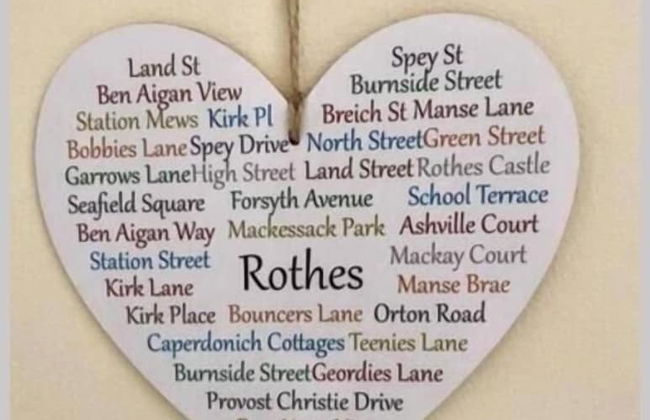 Land St Spey St
Ben Aigan View Burnside Street
Station Mews Kirk Pl Breich St Manse Lane
Bobbies Lane Spey Drive North Street Green Street
Garrows Lane High Street Land Street Rothes Castle
Seafield Square Forsyth Avenue School Terrace
Ben Aigan Way Mackessack Park Ashville Court
Station Street Rothes Mackay Court
Kirk Lane Manse Brae
Kirk Place Bouncers Lane Orton Road
Caperdonich Cottages Teenies Lane
Burnside Street Geordies Lane
Provost Christie Drive